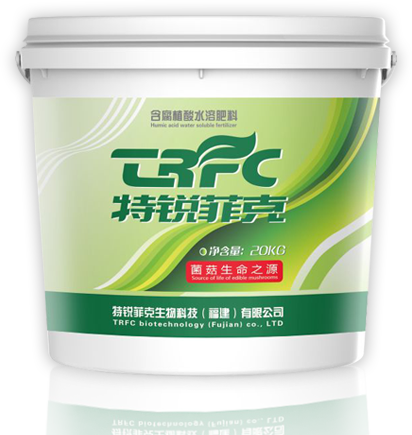 含腐植酸水溶肥料
Humic acid water soluble fertilizer
TRFC
特锐菲克
净含量: 20KG
菌菇生命之源
Source of life of edible mushrooms
特锐菲克生物科技（福建）有限公司
TRFC biotechnology (Fujian) co., LTD